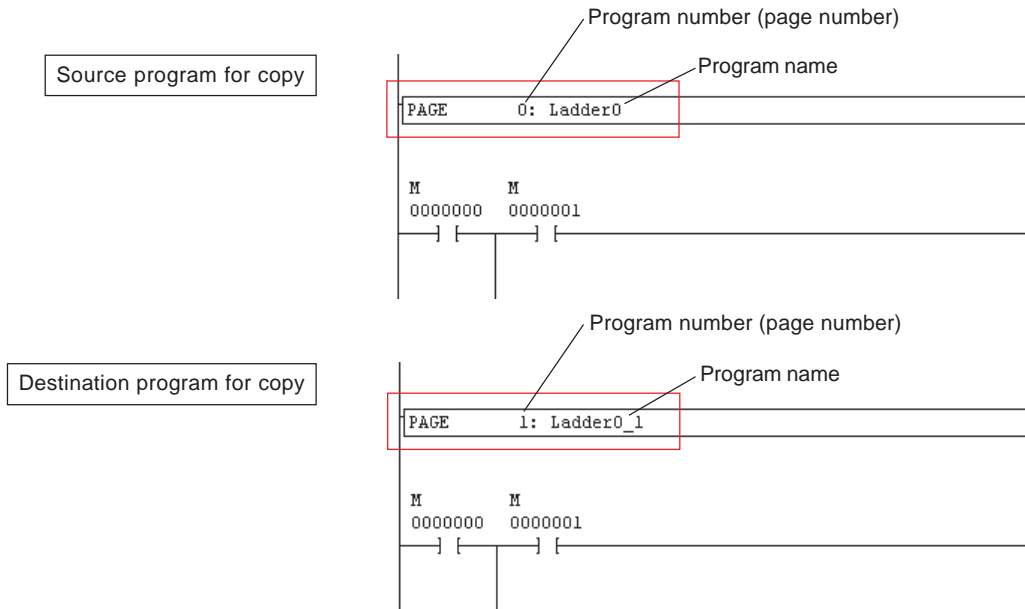 Program number (page number)
Source program for copy
Program name
PAGE 0: Ladder0
M M
0000000 0000001
Program number (page number)
Destination program for copy
Program name
PAGE 1: Ladder0_1
M M
0000000 0000001